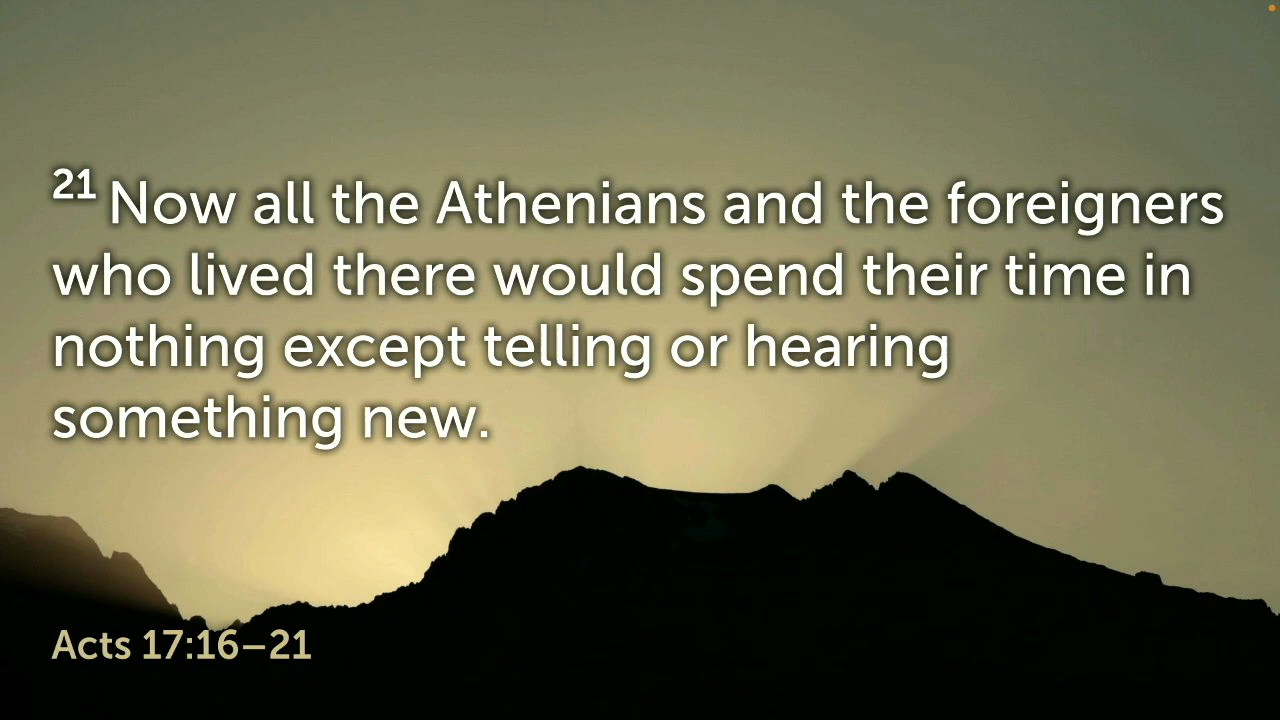 21 Now all the Athenians and the foreigners
who lived there would spend their time in
nothing except telling or hearing
something new.
Acts 17:16–21